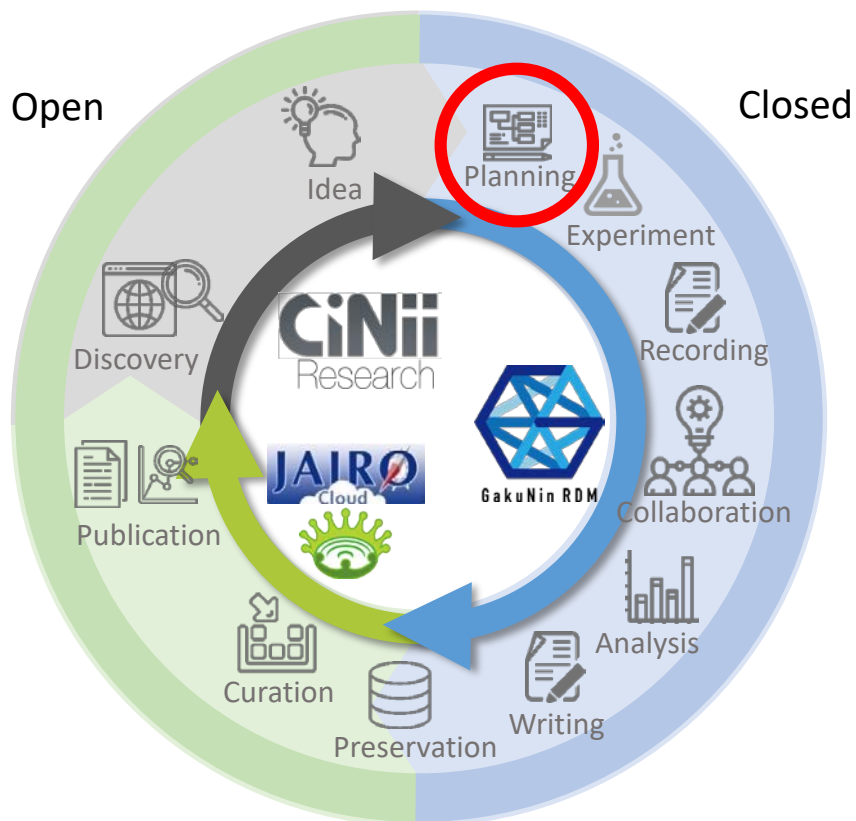 Open
Closed
Idea
Planning
Experiment
Recording
Collaboration
Analysis
Writing
Preservation
Curation
Publication
Discovery
CiNii
Research
JAIRO
Cloud
GakuNin RDM